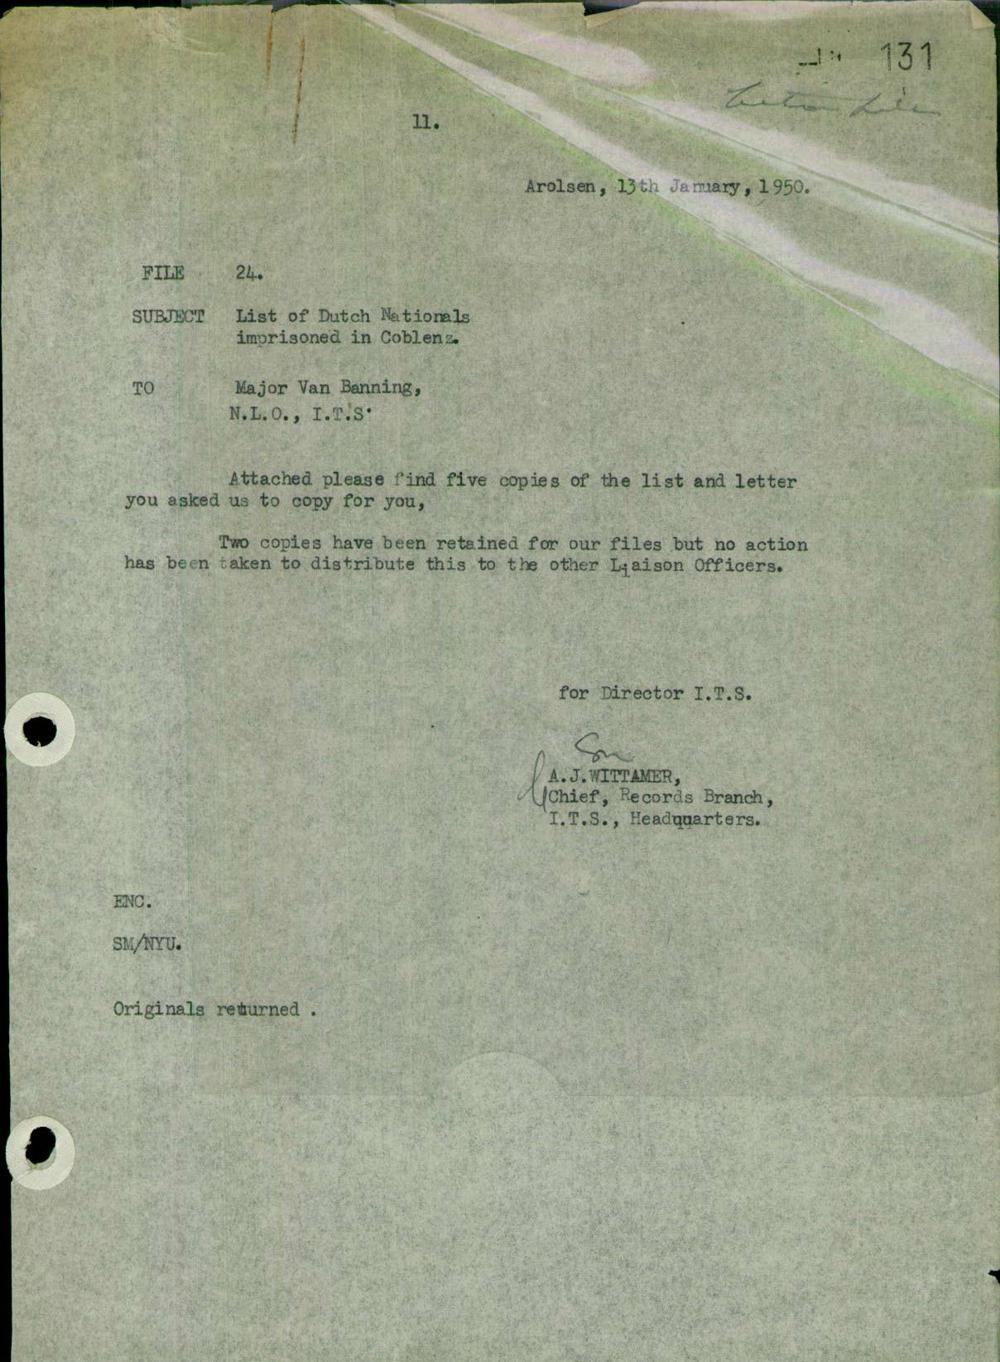 131
11.
Arolsen, 13th January, 1950.
FILE 24.
SUBJECT List of Dutch Nationals
imprisoned in Coblenz.
TO Major Van Banning,
N.L.O., I.T.S.
Attached please find five copies of the list and letter
you asked us to copy for you,
Two copies have been retained for our files but no action
has been taken to distribute this to the other Liaison Officers.
for Director I.T.S.
A.J.WITTAMER,
Chief, Records Branch,
I.T.S., Headquarters.
ENC.
SM/NYU.
Originals returned .